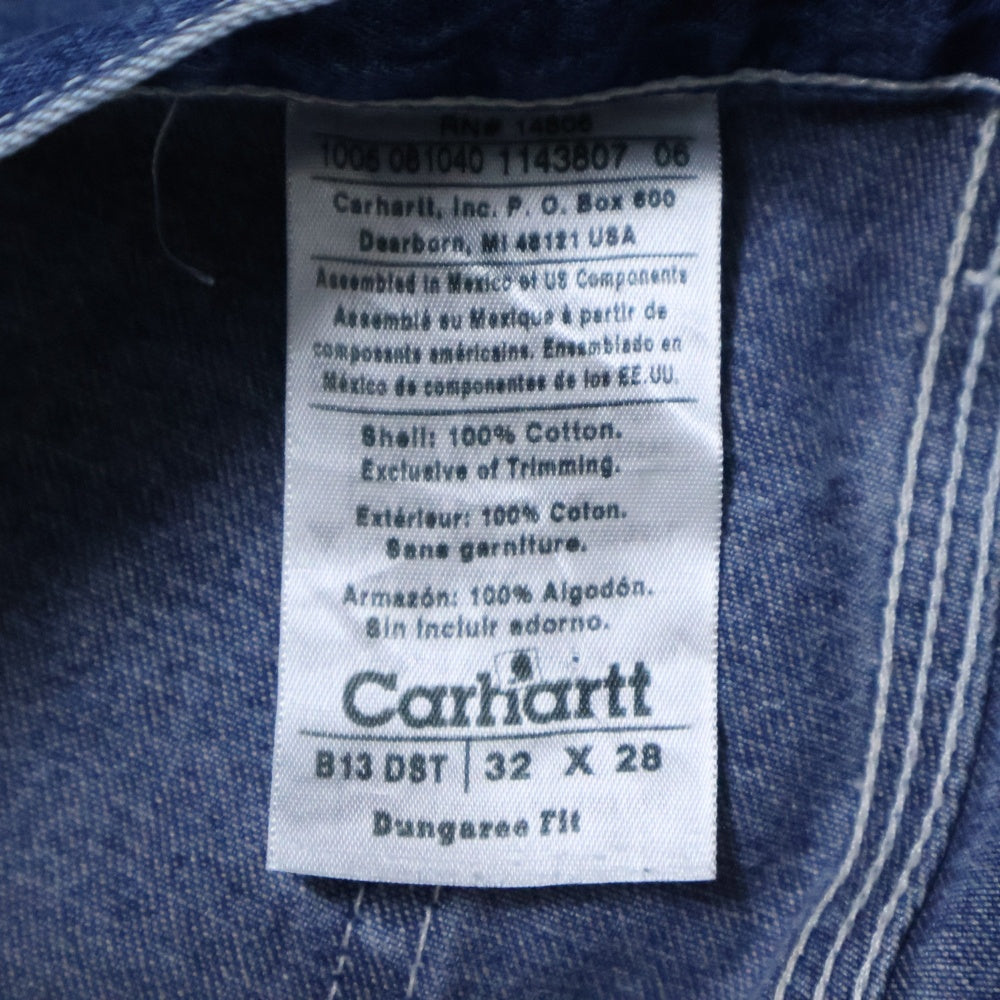 RN# 14806
1006 081040 1143807 06
Carhartt, Inc. P. O. Box 600
Dearborn, MI 48121 USA
Assembled in Mexico of US Components
Assemblé au Mexique à partir de
composants américains. Ensamblado en
México de componentes de los EE.UU.
Shell: 100% Cotton.
Exclusive of Trimming.
Extérieur: 100% Coton.
Sans garniture.
Armazón: 100% Algodón.
Sin incluir adorno.
Carhartt
B13 DST 32 X 28
Dungaree Fit